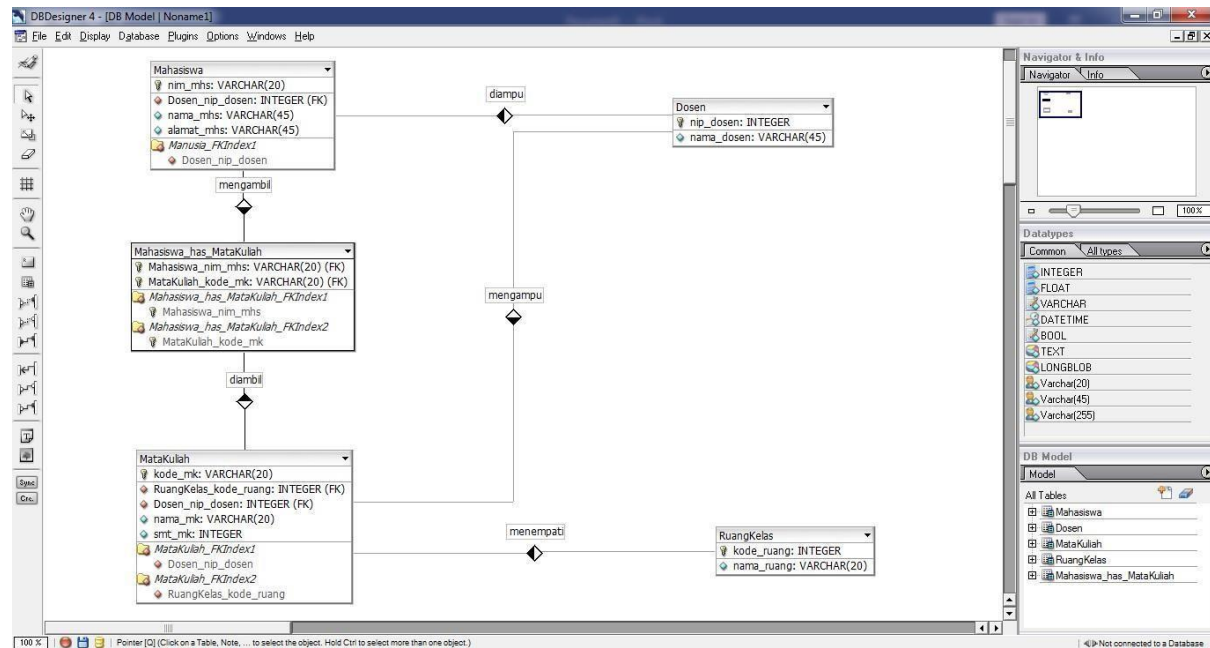 DBDesigner 4 - [DB Model | Noname1]
File Edit Display Database Plugins Options Windows Help
Mahasiswa
nim_mhs: VARCHAR(20)
Dosen_nip_dosen: INTEGER (FK)
nama_mhs: VARCHAR(45)
alamat_mhs: VARCHAR(45)
Manusia_FKIndex1
Dosen_nip_dosen
diampu
Dosen
nip_dosen: INTEGER
nama_dosen: VARCHAR(45)
mengambil
Mahasiswa_has_MataKuliah
Mahasiswa_nim_mhs: VARCHAR(20) (FK)
MataKuliah_kode_mk: VARCHAR(20) (FK)
Mahasiswa_has_MataKuliah_FKIndex1
Mahasiswa_nim_mhs
Mahasiswa_has_MataKuliah_FKIndex2
MataKuliah_kode_mk
mengampu
diambil
MataKuliah
kode_mk: VARCHAR(20)
RuangKelas_kode_ruang: INTEGER (FK)
Dosen_nip_dosen: INTEGER (FK)
nama_mk: VARCHAR(20)
smt_mk: INTEGER
MataKuliah_FKIndex1
Dosen_nip_dosen
MataKuliah_FKIndex2
RuangKelas_kode_ruang
menempati
RuangKelas
kode_ruang: INTEGER
nama_ruang: VARCHAR(20)
Navigator & Info
Navigator Info
100%
Datatypes
Common All types
INTEGER
FLOAT
VARCHAR
DATETIME
BOOL
TEXT
LONGBLOB
Varchar(20)
Varchar(45)
Varchar(255)
DB Model
Model
All Tables
Mahasiswa
Dosen
MataKuliah
RuangKelas
Mahasiswa_has_MataKuliah
Sync
Crc.
100 %
Pointer [Q] (Click on a Table, Note, ... to select the object. Hold Ctrl to select more than one object.)
Not connected to a Database